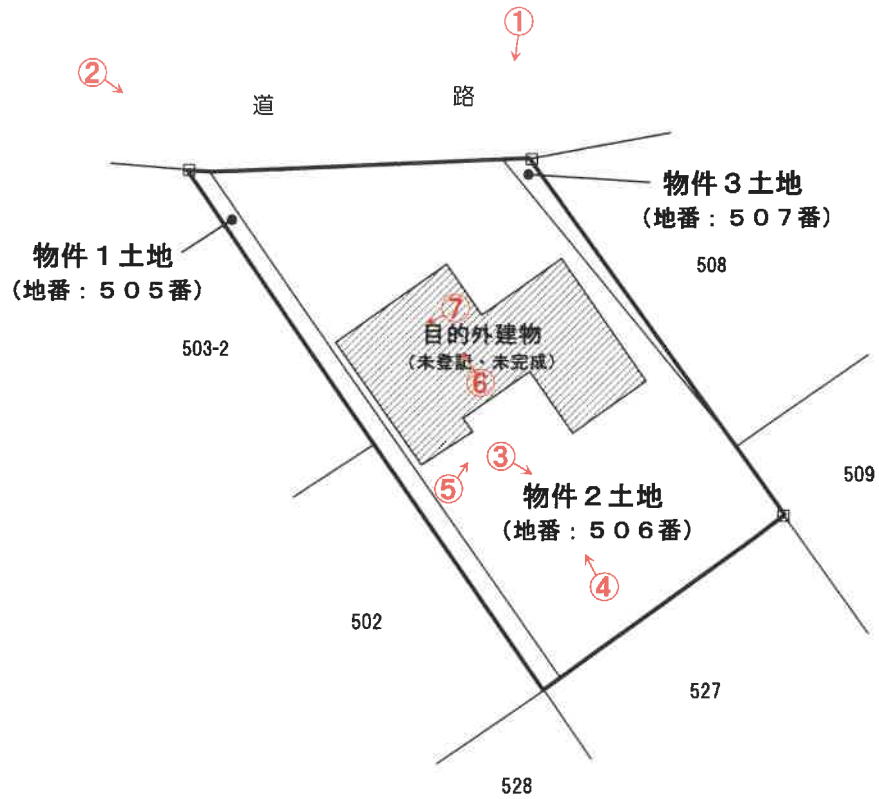 ①
②
道 路
物件3土地
(地番:507番)
物件1土地
(地番:505番)
508
503-2
⑦
目的外建物
(未登記・未完成)
⑥
③
⑤
物件2土地
(地番:506番)
509
④
502
527
528